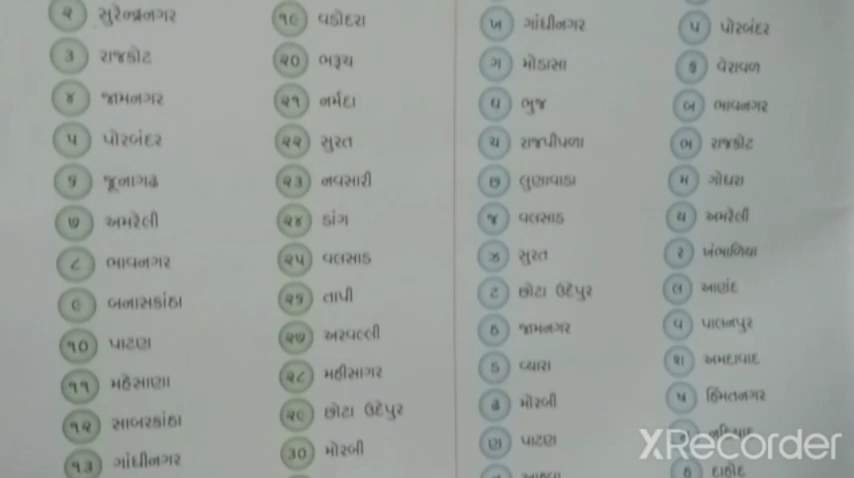 ૨ સુરેન્દ્રનગર
૩ રાજકોટ
૪ જામનગર
૫ પોરબંદર
૬ જૂનાગઢ
૭ અમરેલી
૮ ભાવનગર
૯ બનાસકાંઠા
૧૦ પાટણ
૧૧ મહેસાણા
૧૨ સાબરકાંઠા
૧૩ ગાંધીનગર
૧૯ વડોદરા
૨૦ ભરૂચ
૨૧ નર્મદા
૨૨ સુરત
૨૩ નવસારી
૨૪ ડાંગ
૨૫ વલસાડ
૨૬ તાપી
૨૭ અરવલ્લી
૨૮ મહીસાગર
૨૯ છોટા ઉદેપુર
૩૦ મોરબી
ખ ગાંધીનગર
ગ મોડાસા
ઘ ભુજ
ચ રાજપીપળા
છ લુણાવાડા
જ વલસાડ
ઝ સુરત
ટ છોટા ઉદેપુર
ઠ જામનગર
ડ વ્યારા
ઢ મોરબી
ણ પાટણ
પ પોરબંદર
ફ વેરાવળ
બ ભાવનગર
ભ રાજકોટ
મ ગોધરા
ય અમરેલી
ર ખંભાળિયા
લ આણંદ
વ પાલનપુર
શ અમદાવાદ
ષ હિંમતનગર
નડિયાદ
હ દાહોદ
XRecorder